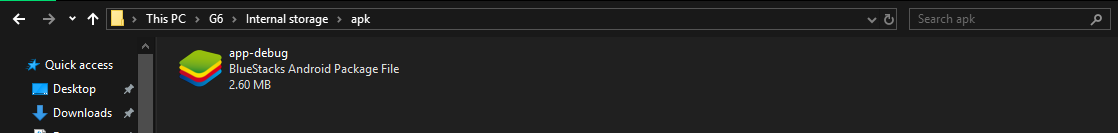 This PC > G6 > Internal storage > apk
Search apk
Quick access
Desktop
Downloads
app-debug
BlueStacks Android Package File
2.60 MB